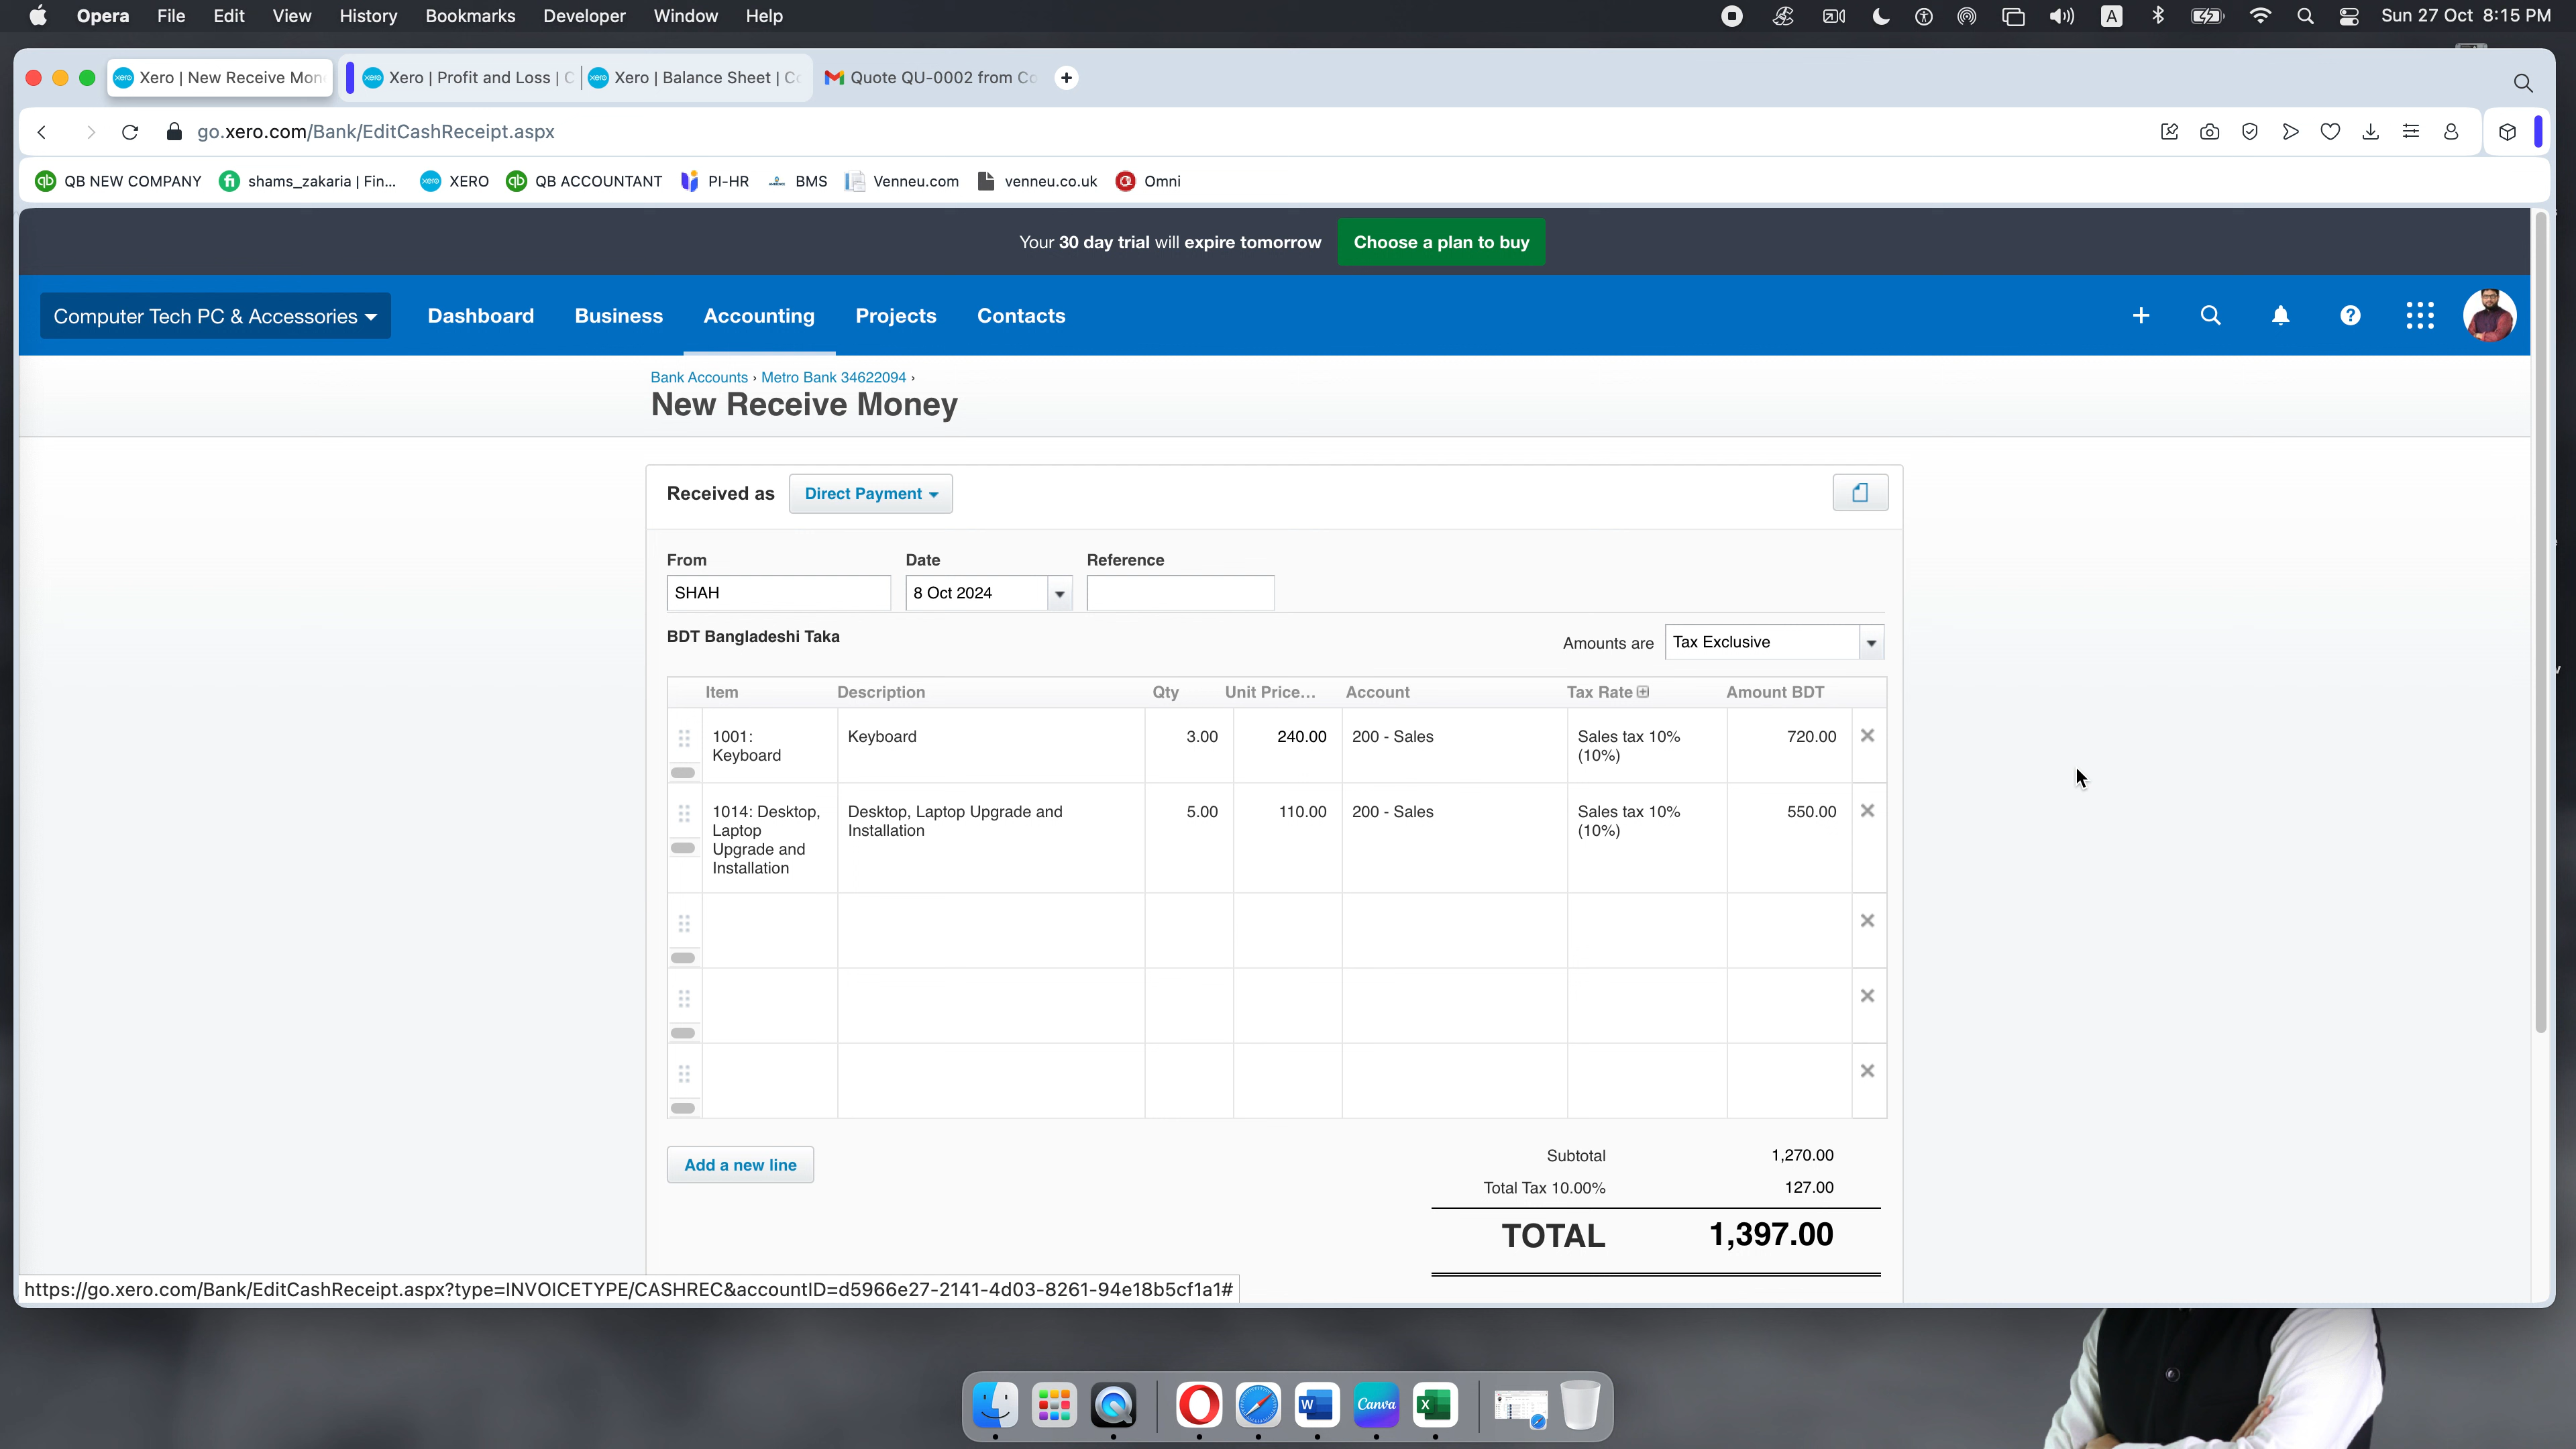 Opera File Edit View History Bookmarks Developer Window Help A Sun 27 Oct 8:15 PM
xero Xero | New Receive Mon xero Xero | Profit and Loss | C xero Xero | Balance Sheet | Co Quote QU-0002 from Co
go.xero.com/Bank/EditCashReceipt.aspx
qb QB NEW COMPANY fi shams_zakaria | Fin... xero XERO qb QB ACCOUNTANT PI-HR BMS Venneu.com venneu.co.uk Omni
Your 30 day trial will expire tomorrow Choose a plan to buy
Computer Tech PC & Accessories Dashboard Business Accounting Projects Contacts
Bank Accounts › Metro Bank 34622094 ›
New Receive Money
Received as Direct Payment
From Date Reference
SHAH 8 Oct 2024
BDT Bangladeshi Taka Amounts are Tax Exclusive
Item Description Qty Unit Price... Account Tax Rate Amount BDT
1001: Keyboard 3.00 240.00 200 - Sales Sales tax 10% 720.00
Keyboard (10%)
1014: Desktop, Desktop, Laptop Upgrade and 5.00 110.00 200 - Sales Sales tax 10% 550.00
Laptop Installation (10%)
Upgrade and
Installation
Add a new line
Subtotal 1,270.00
Total Tax 10.00% 127.00
TOTAL 1,397.00
https://go.xero.com/Bank/EditCashReceipt.aspx?type=INVOICETYPE/CASHREC&accountID=d5966e27-2141-4d03-8261-94e18b5cf1a1#
W Canva X